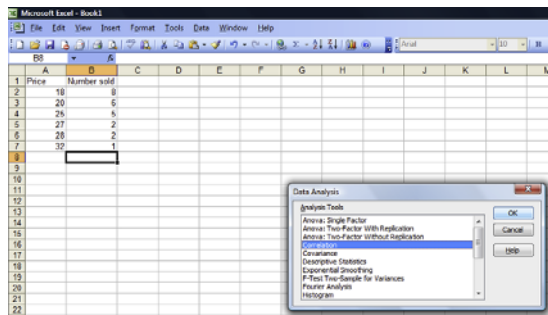 Microsoft Excel - Book1
File Edit View Insert Format Tools Data Window Help
Arial 10 B
B8 fx
A B C D E F G H I J K L
1 Price Number sold
2 18 8
3 20 6
4 25 5
5 27 2
6 28 2
7 32 1
8
9
10
11
12
13
14
15
16
17
18
19
20
21
22
Data Analysis
Analysis Tools
Anova: Single Factor
Anova: Two-Factor With Replication
Anova: Two-Factor Without Replication
Correlation
Covariance
Descriptive Statistics
Exponential Smoothing
F-Test Two-Sample for Variances
Fourier Analysis
Histogram
OK
Cancel
Help